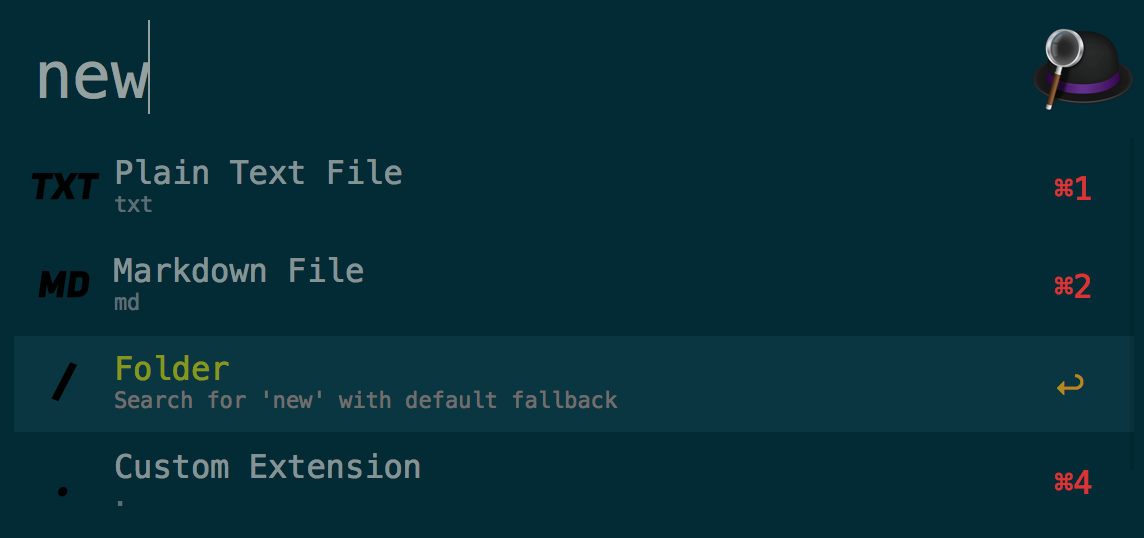 new
TXT Plain Text File ⌘1
txt
MD Markdown File ⌘2
md
/ Folder ↩
Search for 'new' with default fallback
. Custom Extension ⌘4
.